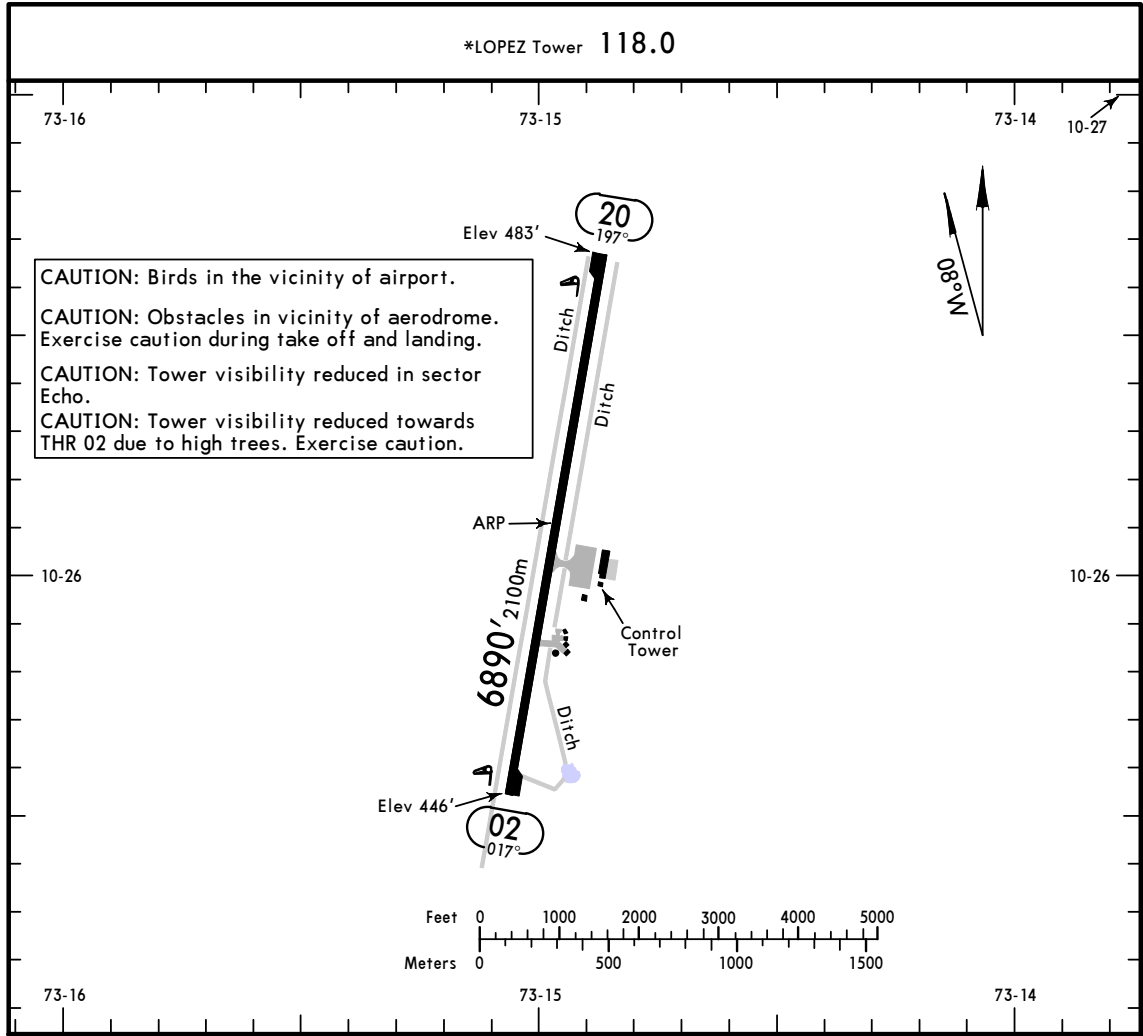 *LOPEZ Tower 118.0
73-16
73-15
73-14
10-27
20
197°
Elev 483'
08°W
CAUTION: Birds in the vicinity of airport.
CAUTION: Obstacles in vicinity of aerodrome.
Exercise caution during take off and landing.
CAUTION: Tower visibility reduced in sector
Echo.
CAUTION: Tower visibility reduced towards
THR 02 due to high trees. Exercise caution.
Ditch
Ditch
ARP
10-26
10-26
6890' 2100m
Control
Tower
Ditch
Elev 446'
02
017°
Feet 0 1000 2000 3000 4000 5000
Meters 0 500 1000 1500
73-16
73-15
73-14